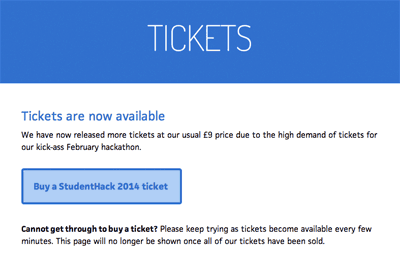 TICKETS
Tickets are now available
We have now released more tickets at our usual £9 price due to the high demand of tickets for
our kick-ass February hackathon.
Buy a StudentHack 2014 ticket
Cannot get through to buy a ticket? Please keep trying as tickets become available every few
minutes. This page will no longer be shown once all of our tickets have been sold.